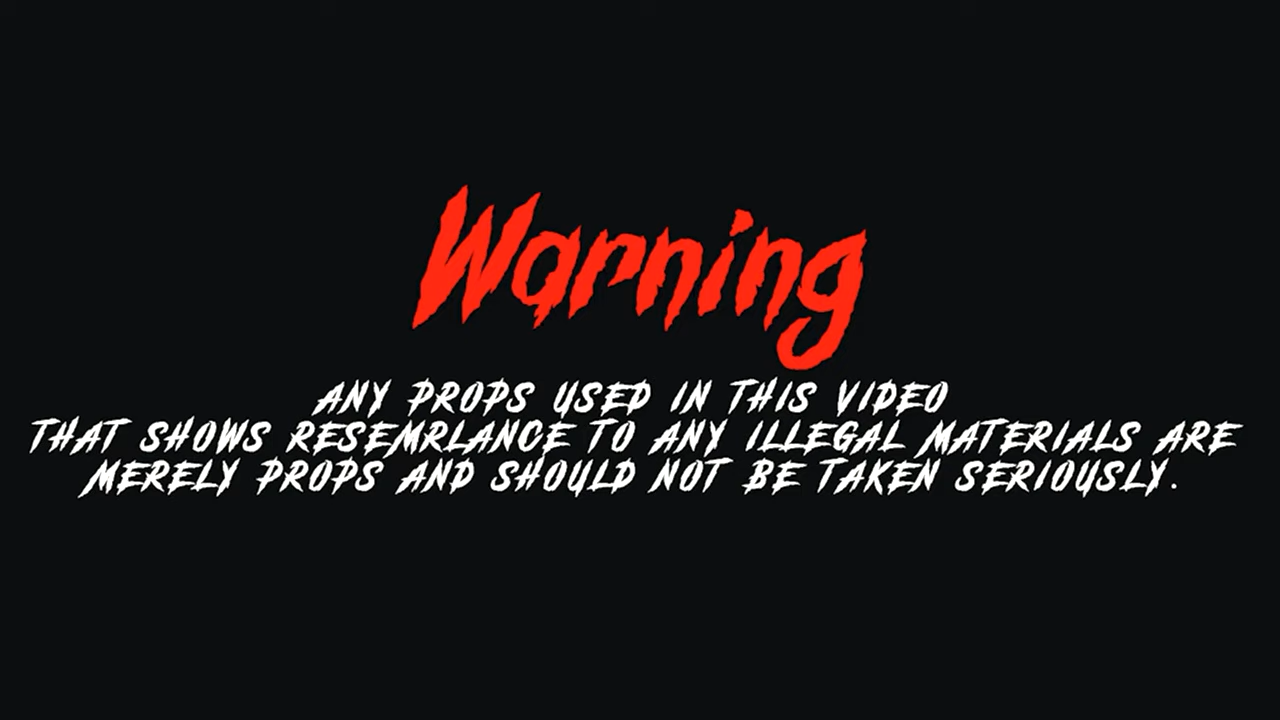 Warning
ANY PROPS USED IN THIS VIDEO
THAT SHOWS RESEMRLANCE TO ANY ILLEGAL MATERIALS ARE
MERELY PROPS AND SHOULD NOT BE TAKEN SERIOUSLY.